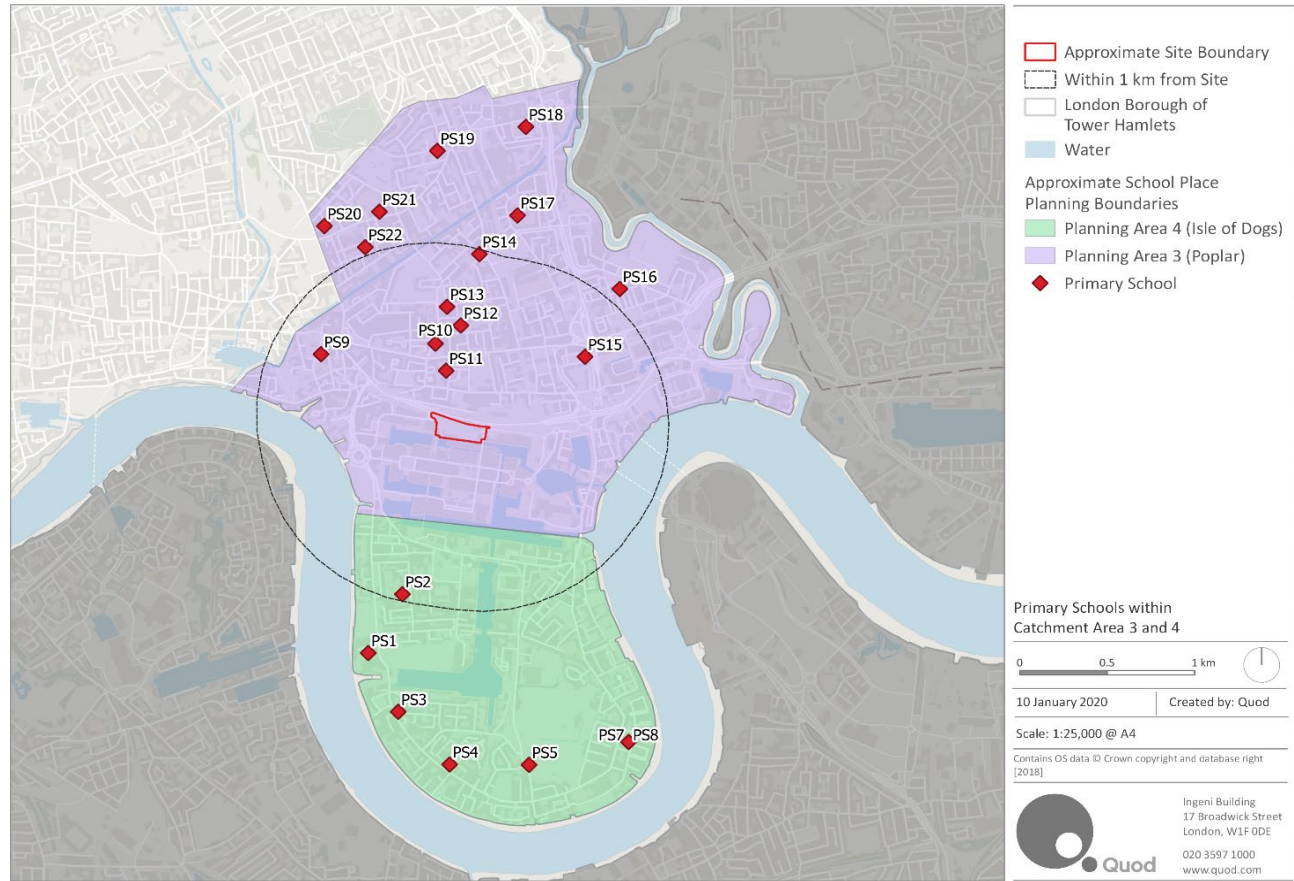 PS18
PS19
PS21
PS20
PS17
PS22
PS14
PS16
PS13
PS12
PS10
PS9
PS15
PS11
PS2
PS1
PS3
PS7 PS8
PS4
PS5
Approximate Site Boundary
Within 1 km from Site
London Borough of
Tower Hamlets
Water
Approximate School Place
Planning Boundaries
Planning Area 4 (Isle of Dogs)
Planning Area 3 (Poplar)
Primary School
Primary Schools within
Catchment Area 3 and 4
0 0.5 1 km
10 January 2020 Created by: Quod
Scale: 1:25,000 @ A4
Contains OS data © Crown copyright and database right
[2018]
Quod
Ingeni Building
17 Broadwick Street
London, W1F 0DE
020 3597 1000
www.quod.com